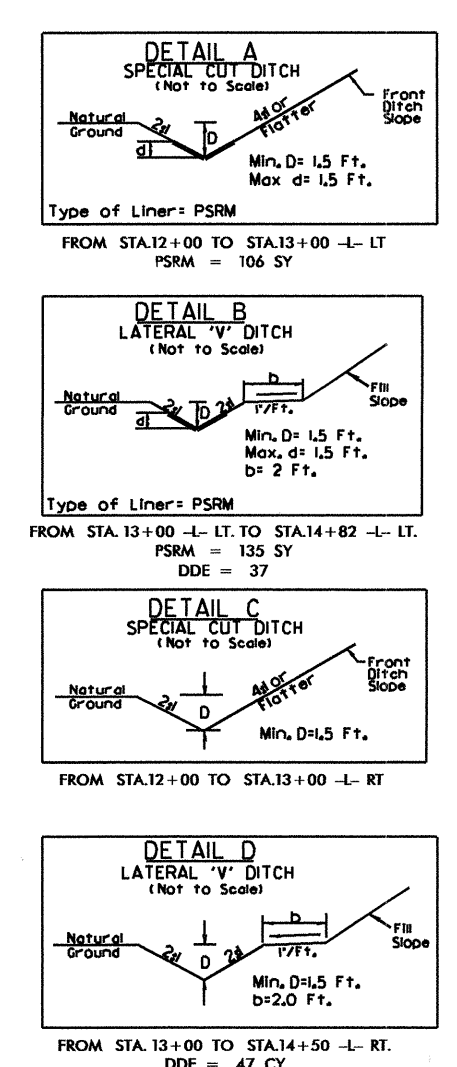 DETAIL A
SPECIAL CUT DITCH
(Not to Scale)
Natural
Ground
2:1
D
d
4:1 or
Flatter
Front
Ditch
Slope
Min. D= 1.5 Ft.
Max d= 1.5 Ft.
Type of Liner= PSRM
FROM STA.12+00 TO STA.13+00 -L- LT
PSRM = 106 SY
DETAIL B
LATERAL 'V' DITCH
(Not to Scale)
Natural
Ground
2:1
D
2:1
d
b
1"/Ft.
Fill
Slope
Min. D= 1.5 Ft.
Max. d= 1.5 Ft.
b= 2 Ft.
Type of Liner= PSRM
FROM STA. 13+00 -L- LT. TO STA.14+82 -L- LT.
PSRM = 135 SY
DDE = 37
DETAIL C
SPECIAL CUT DITCH
(Not to Scale)
Natural
Ground
2:1
D
4:1 or
Flatter
Front
Ditch
Slope
Min. D=1.5 Ft.
FROM STA.12+00 TO STA.13+00 -L- RT
DETAIL D
LATERAL 'V' DITCH
(Not to Scale)
Natural
Ground
2:1
D
2:1
b
1"/Ft.
Fill
Slope
Min. D=1.5 Ft.
b=2.0 Ft.
FROM STA. 13+00 TO STA.14+50 -L- RT.
DDE = 47 CY